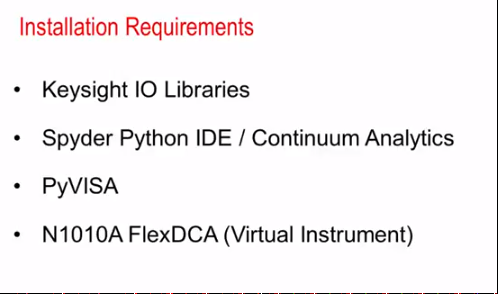 Installation Requirements
• Keysight IO Libraries
• Spyder Python IDE / Continuum Analytics
• PyVISA
• N1010A FlexDCA (Virtual Instrument)